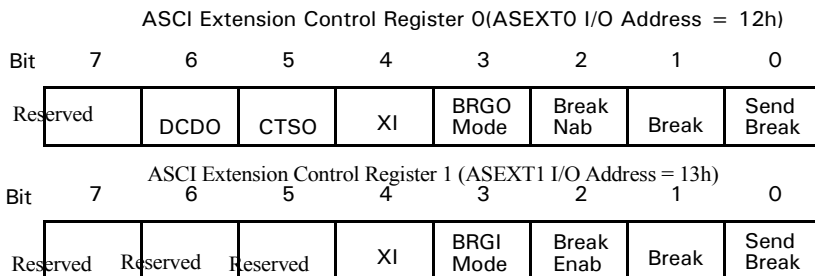 ASCI Extension Control Register 0(ASEXT0 I/O Address = 12h)
Bit 7 6 5 4 3 2 1 0
Reserved DCDO CTSO XI BRGO Mode Break Nab Break Send Break
ASCI Extension Control Register 1 (ASEXT1 I/O Address = 13h)
Bit 7 6 5 4 3 2 1 0
Reserved Reserved Reserved XI BRGI Mode Break Enab Break Send Break